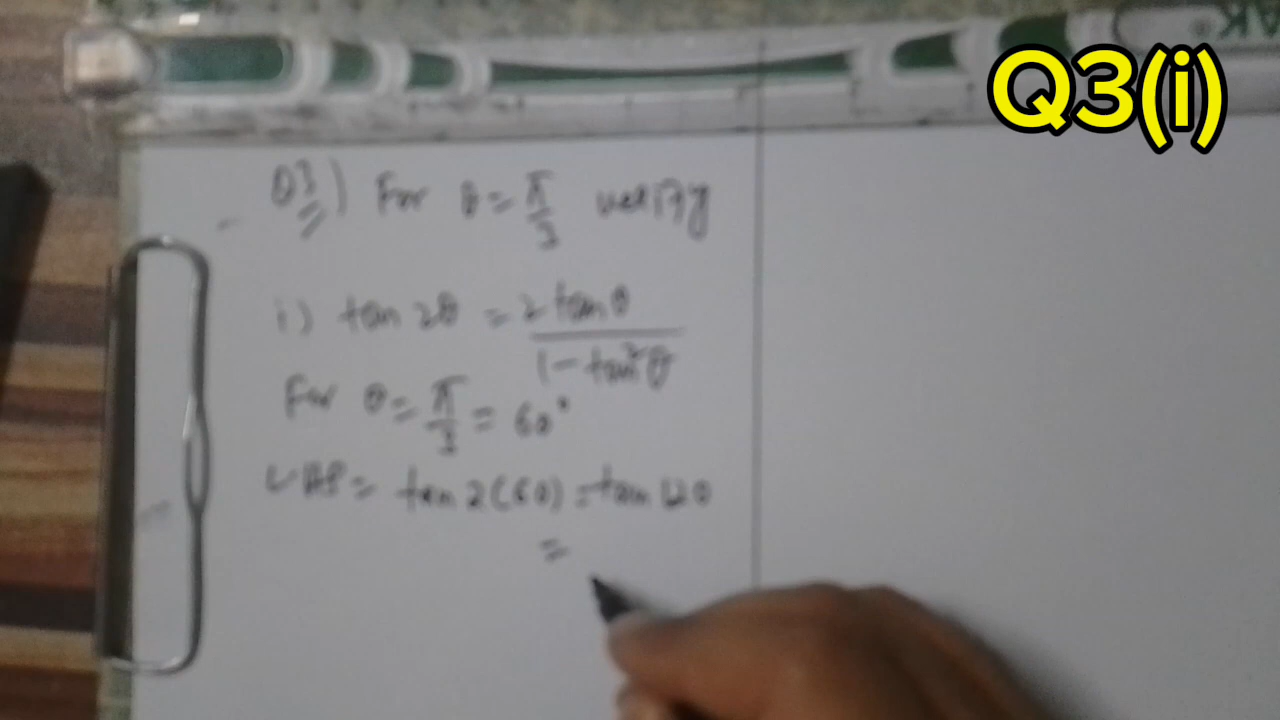 Q3(i)
Q3) For θ = π/3 verify
i) tan 2θ = 2 tan θ / 1 - tan²θ
For θ = π/3 = 60°
LHS = tan 2(60) = tan 120
=